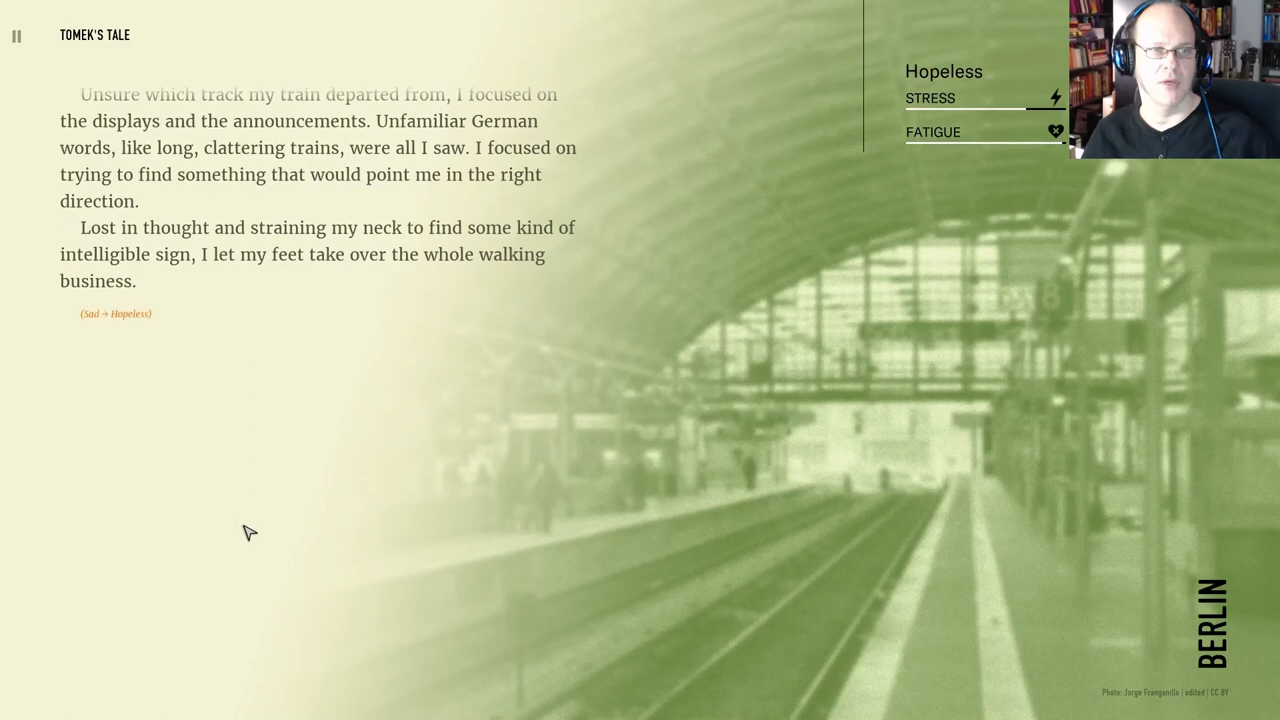 TOMEK'S TALE
Unsure which track my train departed from, I focused on
the displays and the announcements. Unfamiliar German
words, like long, clattering trains, were all I saw. I focused on
trying to find something that would point me in the right
direction.
Lost in thought and straining my neck to find some kind of
intelligible sign, I let my feet take over the whole walking
business.
(Sad → Hopeless)
Hopeless
STRESS
FATIGUE
BERLIN
Photo: Jorge Franganillo | edited | CC BY